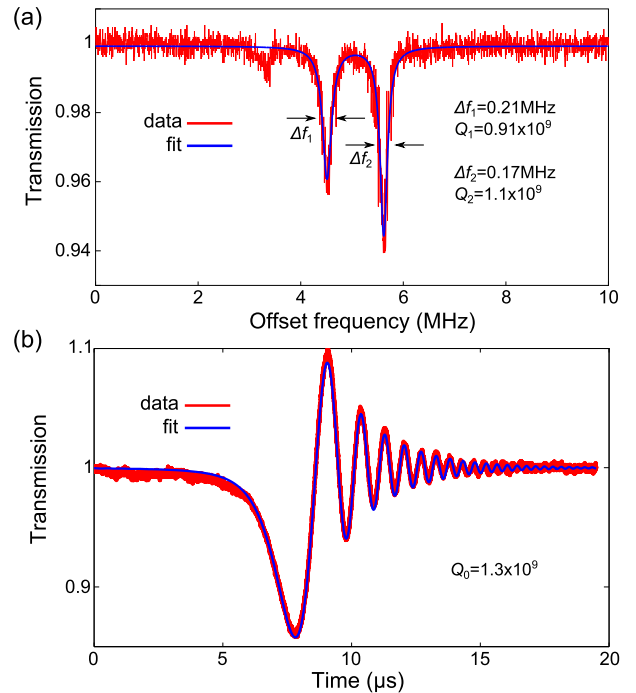 (a)
1
0.98
0.96
0.94
Transmission
data
fit
Δf₁
Δf₂
Δf₁=0.21MHz
Q₁=0.91x10⁹
Δf₂=0.17MHz
Q₂=1.1x10⁹
0 2 4 6 8 10
Offset frequency (MHz)
(b)
1.1
1
0.9
Transmission
data
fit
Q₀=1.3x10⁹
0 5 10 15 20
Time (μs)